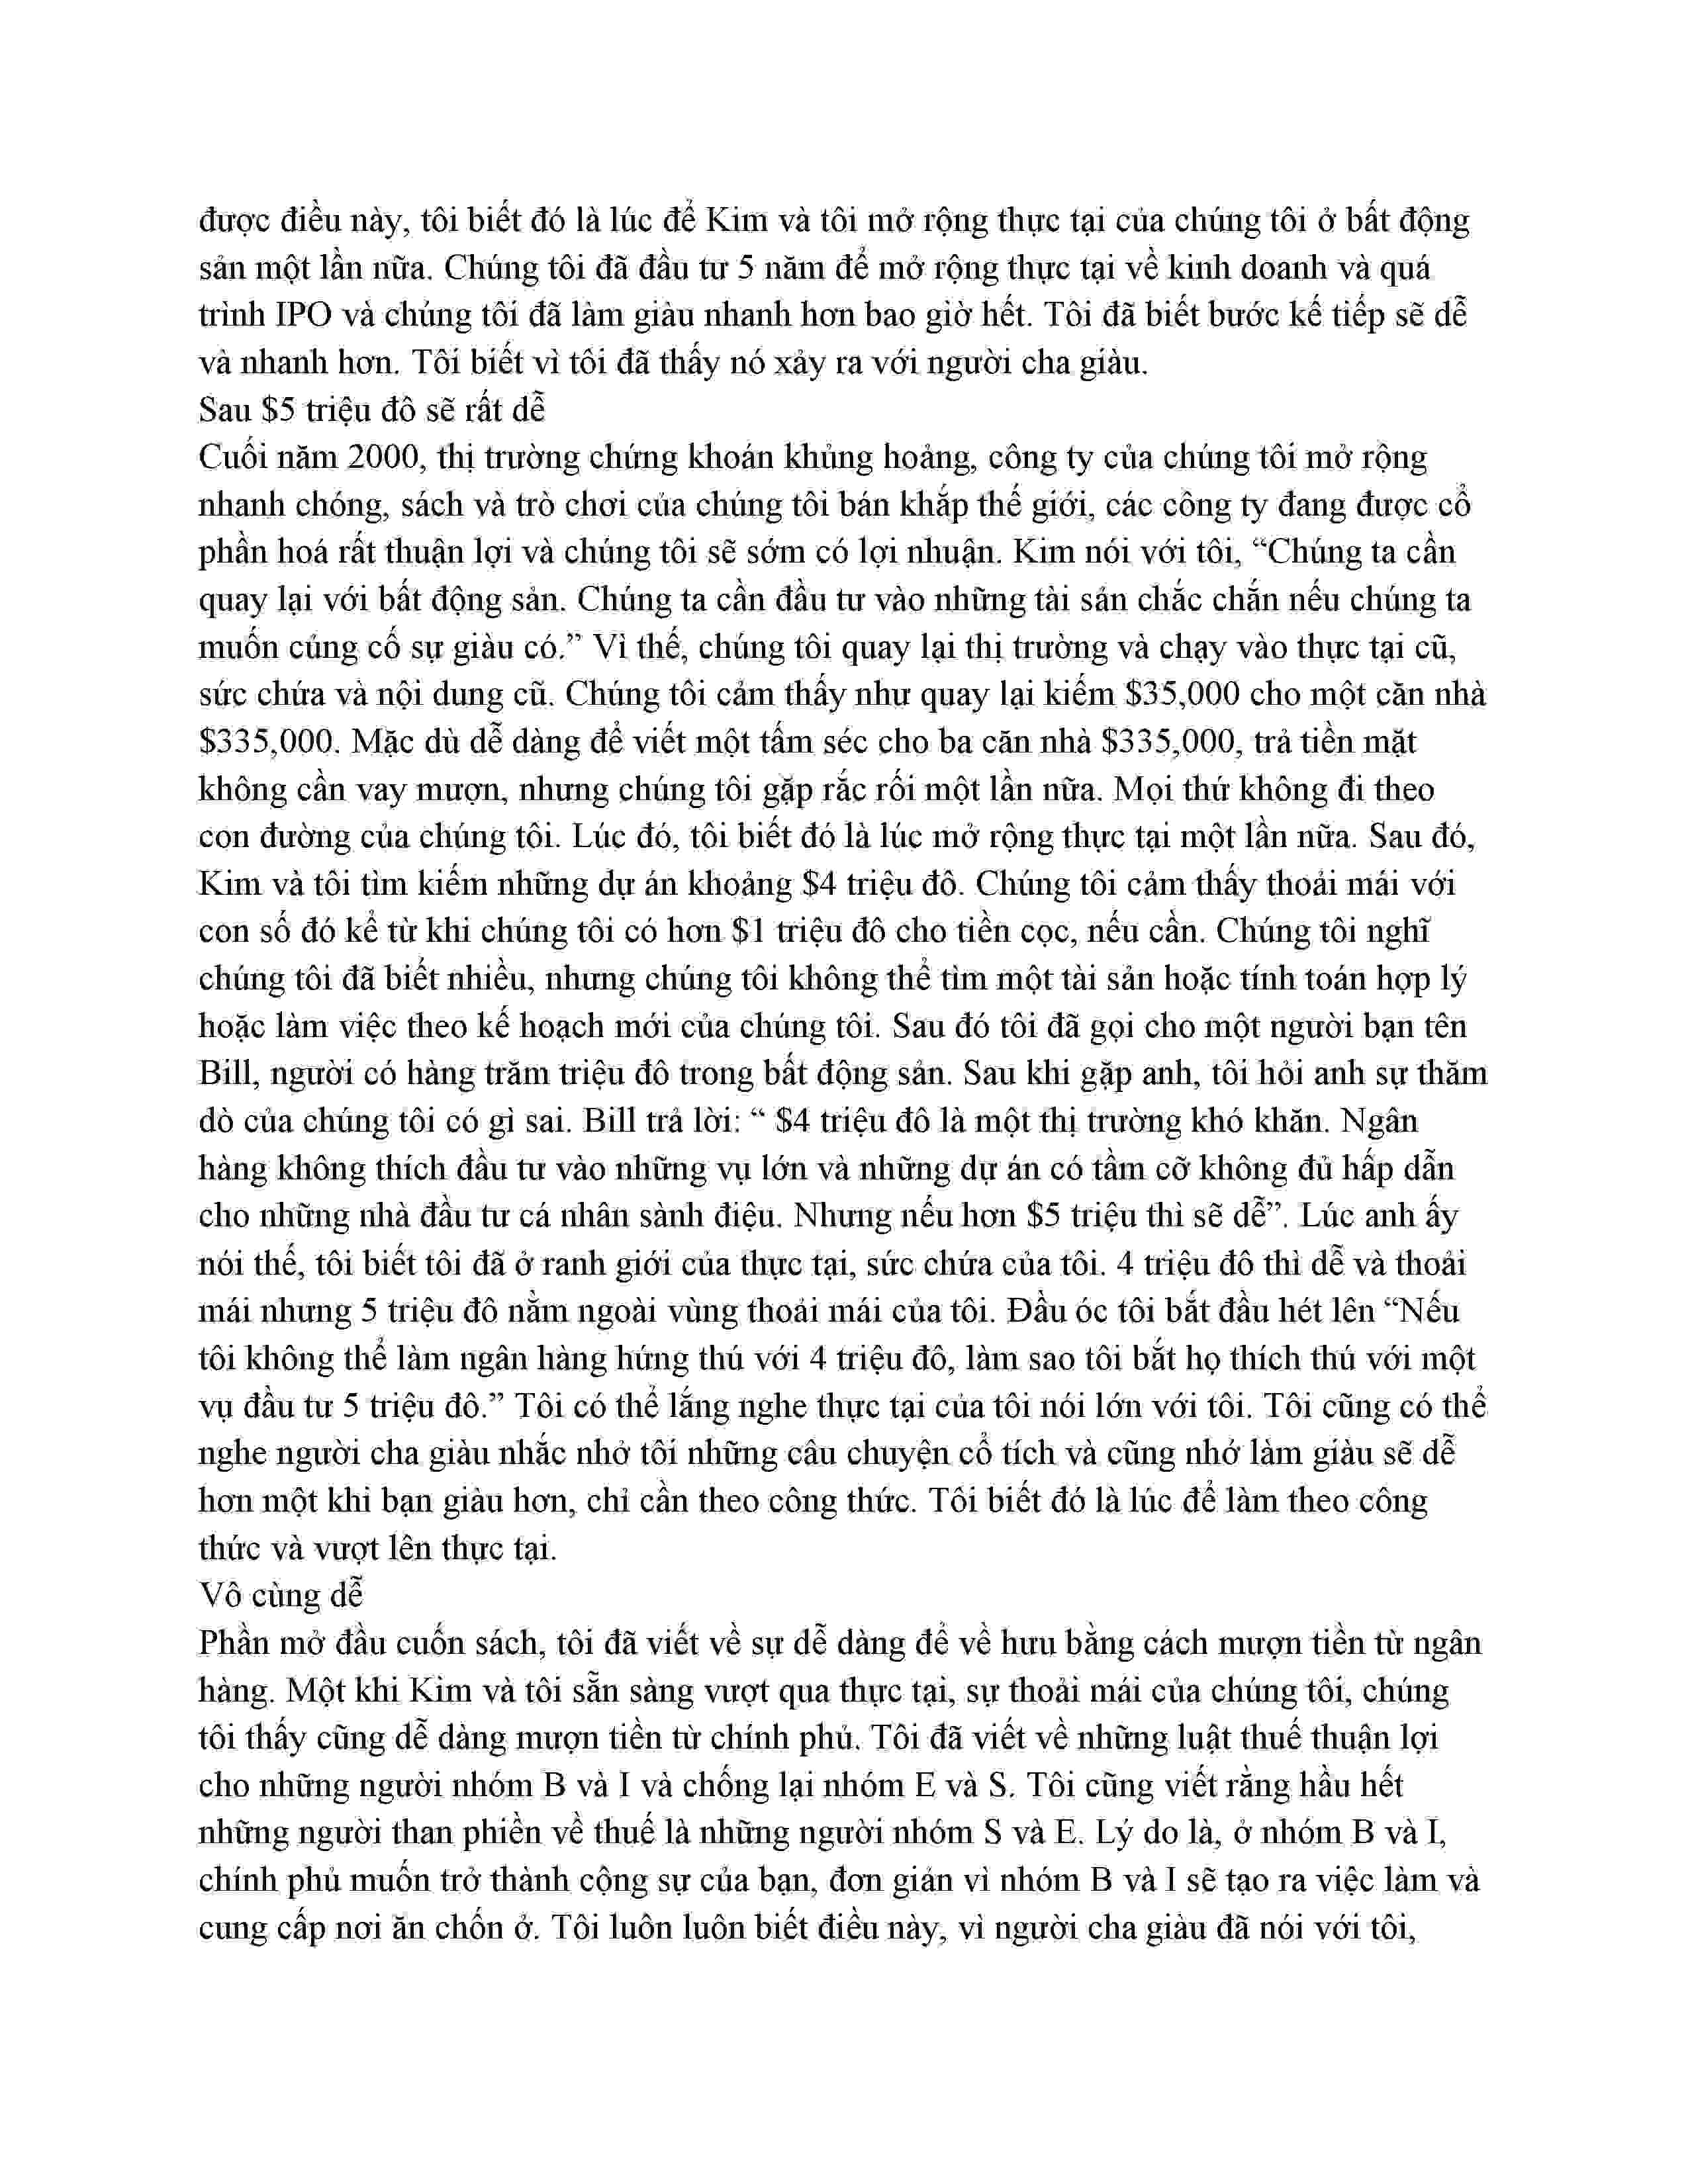 được điều này, tôi biết đó là lúc để Kim và tôi mở rộng thực tại của chúng tôi ở bất động
sản một lần nữa. Chúng tôi đã đầu tư 5 năm để mở rộng thực tại về kinh doanh và quá
trình IPO và chúng tôi đã làm giàu nhanh hơn bao giờ hết. Tôi đã biết bước kế tiếp sẽ dễ
và nhanh hơn. Tôi biết vì tôi đã thấy nó xảy ra với người cha giàu.
Sau $5 triệu đô sẽ rất dễ
Cuối năm 2000, thị trường chứng khoán khủng hoảng, công ty của chúng tôi mở rộng
nhanh chóng, sách và trò chơi của chúng tôi bán khắp thế giới, các công ty đang được cổ
phần hoá rất thuận lợi và chúng tôi sẽ sớm có lợi nhuận. Kim nói với tôi, “Chúng ta cần
quay lại với bất động sản. Chúng ta cần đầu tư vào những tài sản chắc chắn nếu chúng ta
muốn củng cố sự giàu có.” Vì thế, chúng tôi quay lại thị trường và chạy vào thực tại cũ,
sức chứa và nội dung cũ. Chúng tôi cảm thấy như quay lại kiếm $35,000 cho một căn nhà
$335,000. Mặc dù dễ dàng để viết một tấm séc cho ba căn nhà $335,000, trả tiền mặt
không cần vay mượn, nhưng chúng tôi gặp rắc rối một lần nữa. Mọi thứ không đi theo
con đường của chúng tôi. Lúc đó, tôi biết đó là lúc mở rộng thực tại một lần nữa. Sau đó,
Kim và tôi tìm kiếm những dự án khoảng $4 triệu đô. Chúng tôi cảm thấy thoải mái với
con số đó kể từ khi chúng tôi có hơn $1 triệu đô cho tiền cọc, nếu cần. Chúng tôi nghĩ
chúng tôi đã biết nhiều, nhưng chúng tôi không thể tìm một tài sản hoặc tính toán hợp lý
hoặc làm việc theo kế hoạch mới của chúng tôi. Sau đó tôi đã gọi cho một người bạn tên
Bill, người có hàng trăm triệu đô trong bất động sản. Sau khi gặp anh, tôi hỏi anh sự thăm
dò của chúng tôi có gì sai. Bill trả lời: “ $4 triệu đô là một thị trường khó khăn. Ngân
hàng không thích đầu tư vào những vụ lớn và những dự án có tầm cỡ không đủ hấp dẫn
cho những nhà đầu tư cá nhân sành điệu. Nhưng nếu hơn $5 triệu thì sẽ dễ”. Lúc anh ấy
nói thế, tôi biết tôi đã ở ranh giới của thực tại, sức chứa của tôi. 4 triệu đô thì dễ và thoải
mái nhưng 5 triệu đô nằm ngoài vùng thoải mái của tôi. Đầu óc tôi bắt đầu hét lên “Nếu
tôi không thể làm ngân hàng hứng thú với 4 triệu đô, làm sao tôi bắt họ thích thú với một
vụ đầu tư 5 triệu đô.” Tôi có thể lắng nghe thực tại của tôi nói lớn với tôi. Tôi cũng có thể
nghe người cha giàu nhắc nhở tôi những câu chuyện cổ tích và cũng nhớ làm giàu sẽ dễ
hơn một khi bạn giàu hơn, chỉ cần theo công thức. Tôi biết đó là lúc để làm theo công
thức và vượt lên thực tại.
Vô cùng dễ
Phần mở đầu cuốn sách, tôi đã viết về sự dễ dàng để về hưu bằng cách mượn tiền từ ngân
hàng. Một khi Kim và tôi sẵn sàng vượt qua thực tại, sự thoải mái của chúng tôi, chúng
tôi thấy cũng dễ dàng mượn tiền từ chính phủ. Tôi đã viết về những luật thuế thuận lợi
cho những người nhóm B và I và chống lại nhóm E và S. Tôi cũng viết rằng hầu hết
những người than phiền về thuế là những người nhóm S và E. Lý do là, ở nhóm B và I,
chính phủ muốn trở thành cộng sự của bạn, đơn giản vì nhóm B và I sẽ tạo ra việc làm và
cung cấp nơi ăn chốn ở. Tôi luôn luôn biết điều này, vì người cha giàu đã nói với tôi,